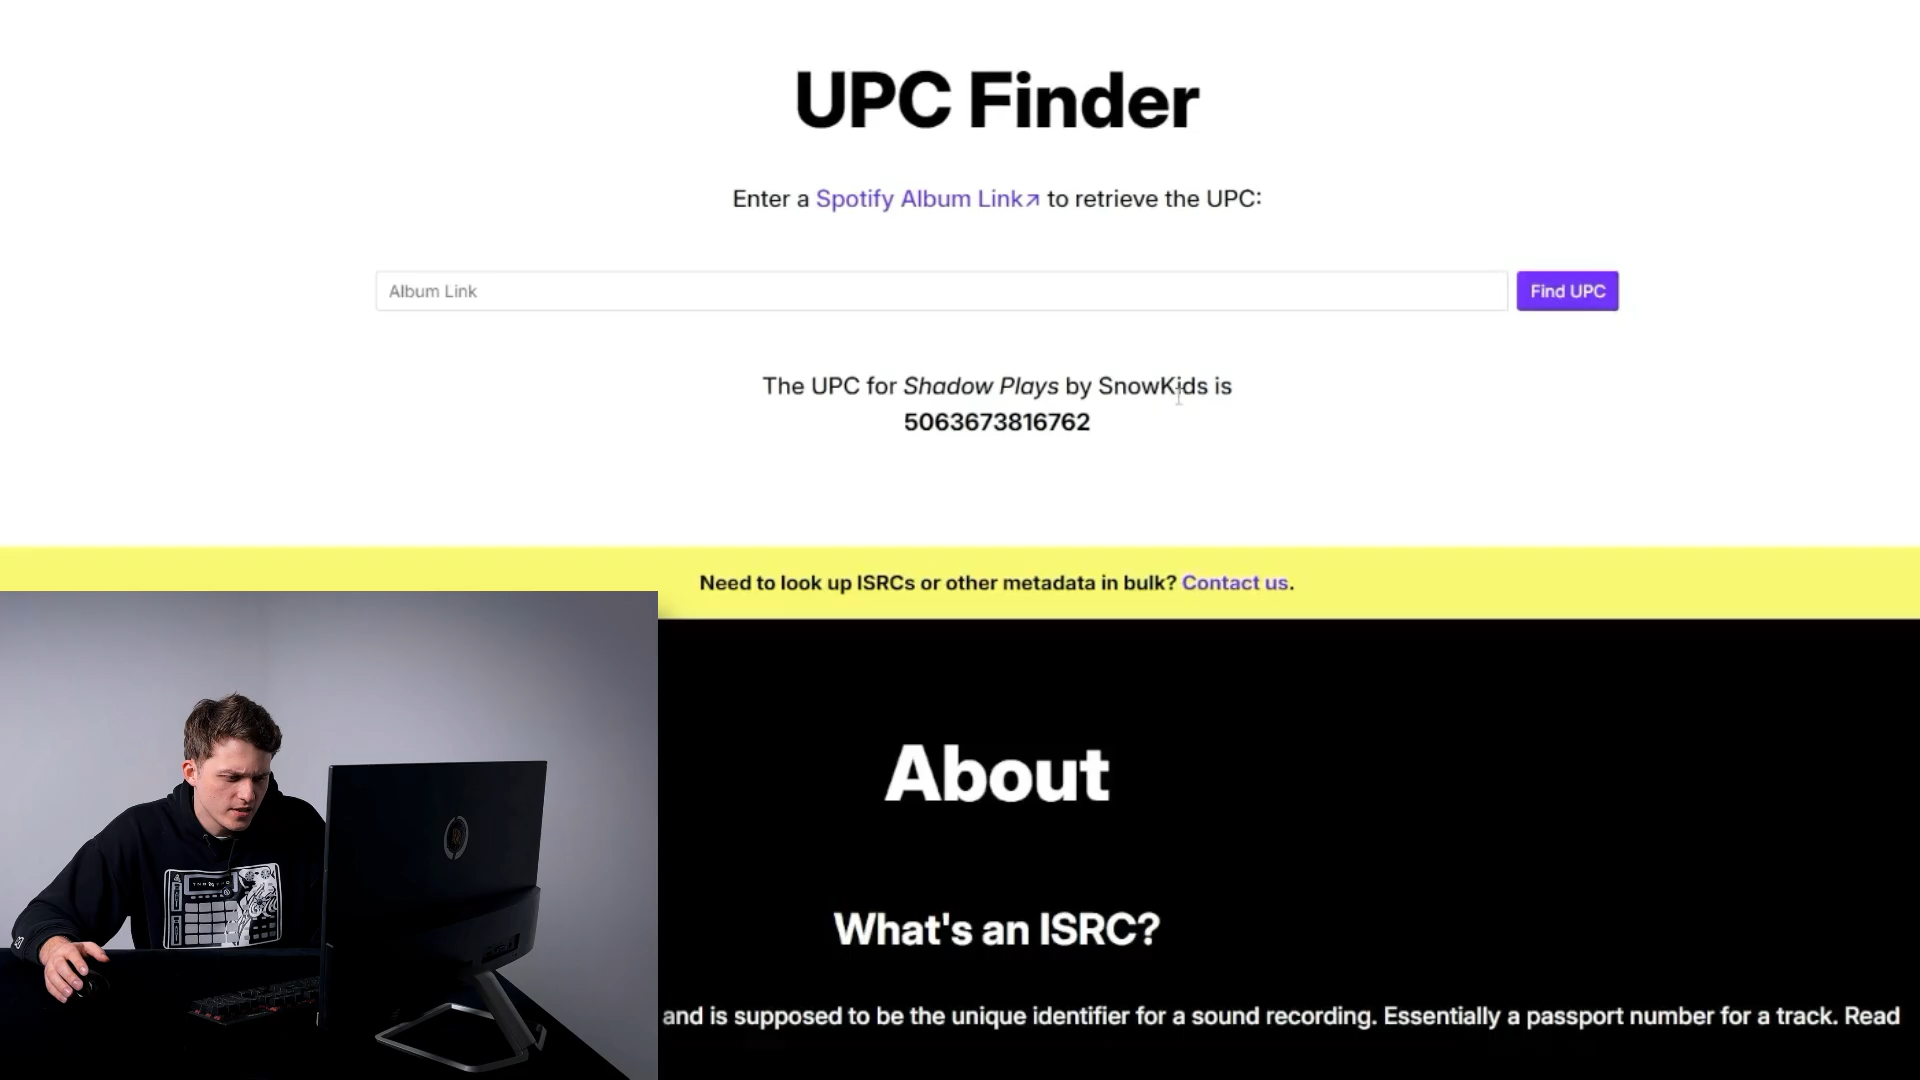 UPC Finder
Enter a Spotify Album Link↗ to retrieve the UPC:
Album Link
Find UPC
The UPC for Shadow Plays by SnowKids is
5063673816762
Need to look up ISRCs or other metadata in bulk? Contact us.
About
What's an ISRC?
and is supposed to be the unique identifier for a sound recording. Essentially a passport number for a track. Read